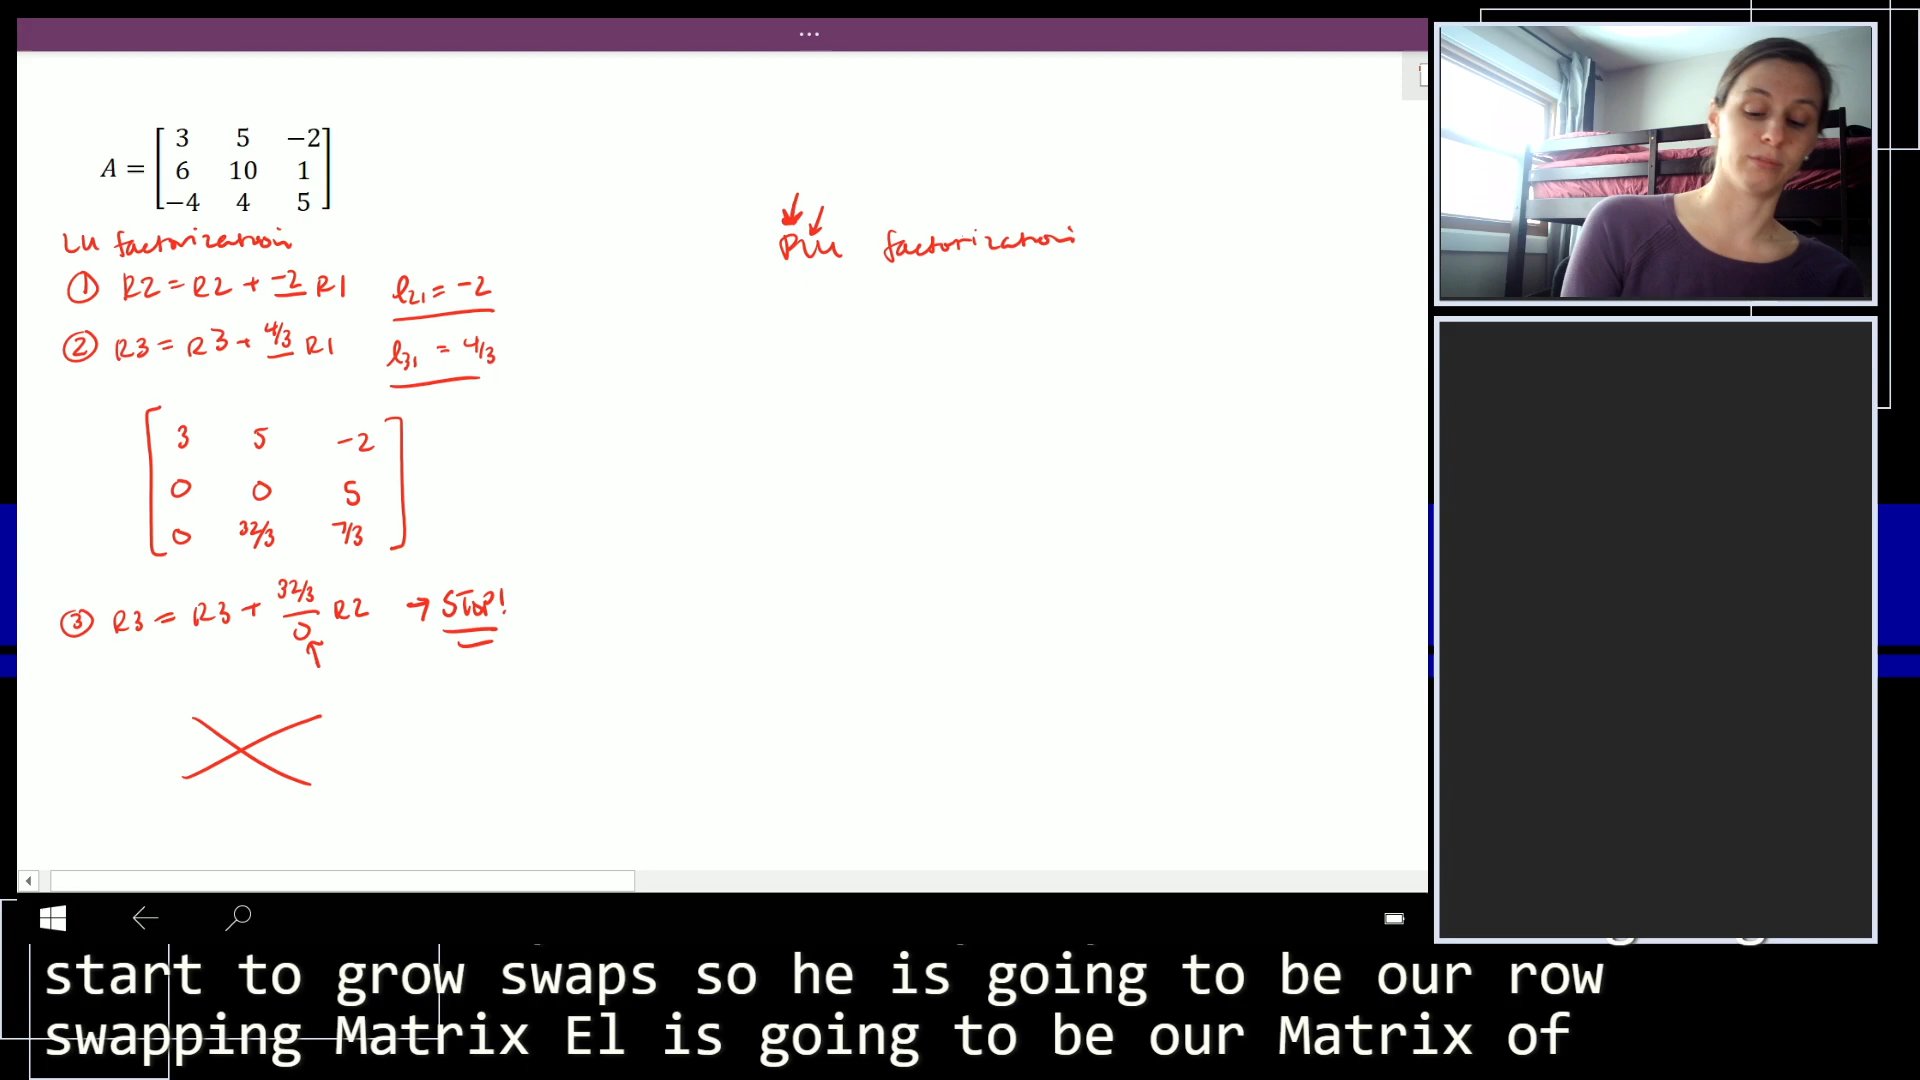 ...
A = [ 3 5 −2
6 10 1
−4 4 5 ]
LU factorization
① R2 = R2 + -2 R1 l21 = -2
② R3 = R3 + 4/3 R1 l31 = 4/3
[ 3 5 -2
0 0 5
0 32/3 7/3 ]
③ R3 = R3 + 32/3 / 0 R2 → STOP!
PLU factorization
start to grow swaps so he is going to be our row
swapping Matrix El is going to be our Matrix of